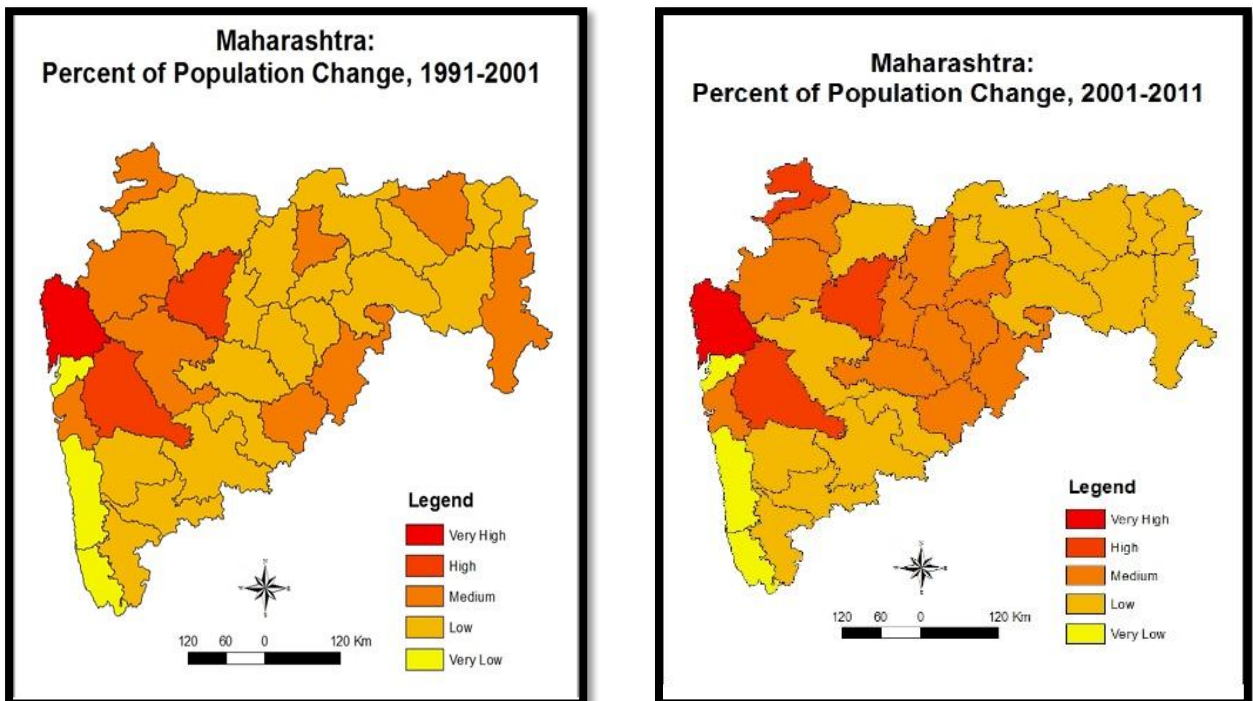 Maharashtra:
Percent of Population Change, 1991-2001
Legend
Very High
High
Medium
Low
Very Low
120 60 0 120 Km
Maharashtra:
Percent of Population Change, 2001-2011
Legend
Very High
High
Medium
Low
Very Low
120 60 0 120 Km